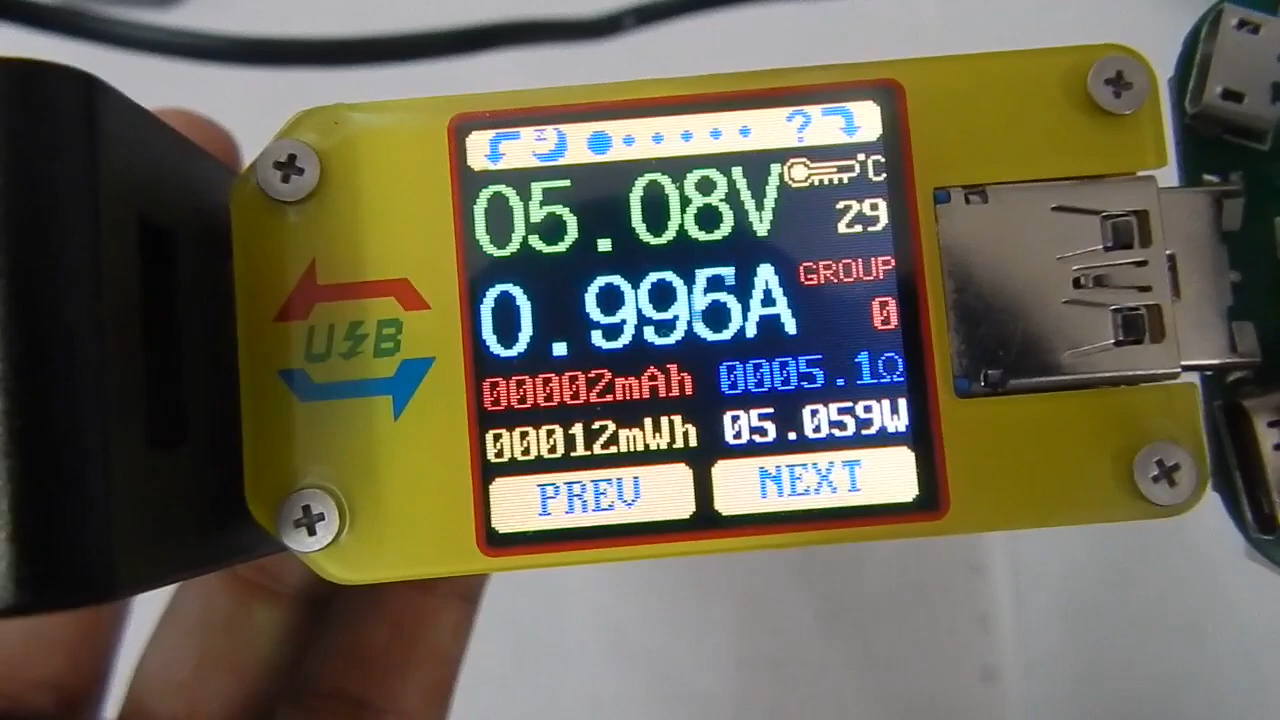 ?
05.08V
°C
29
0.996A
GROUP
0
00002mAh
0005.1Ω
00012mWh
05.059W
PREV
NEXT
USB